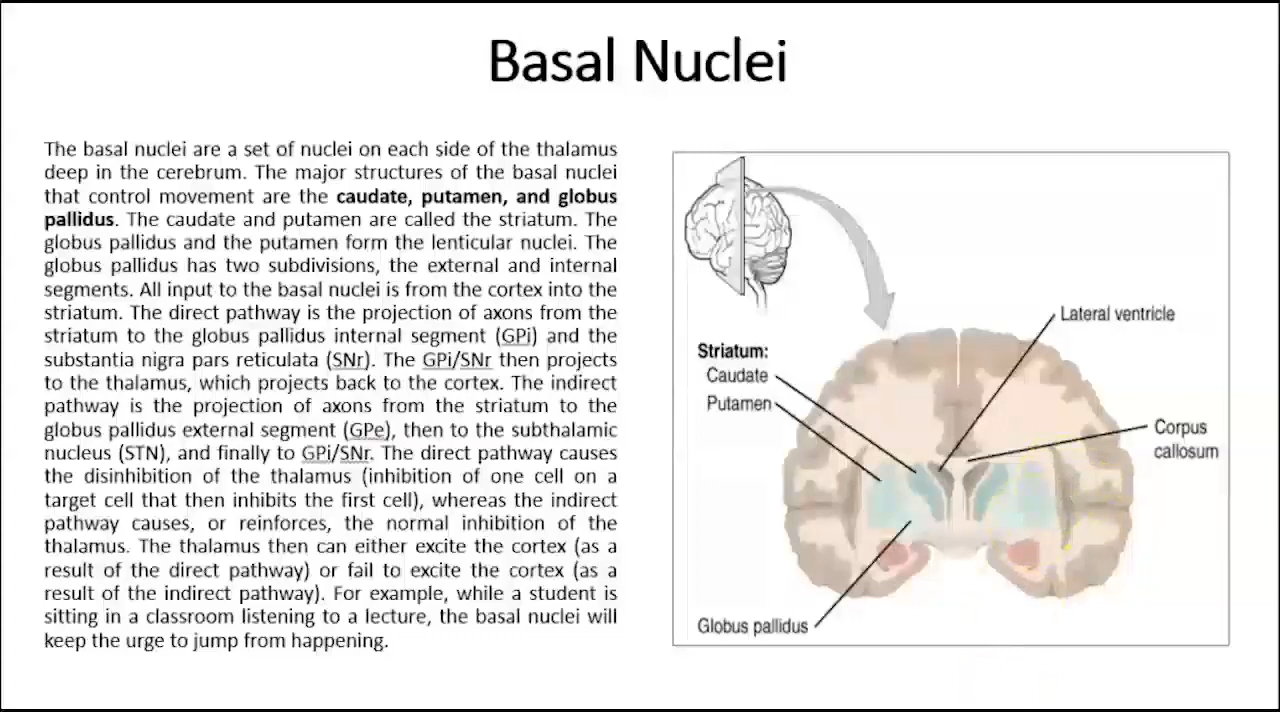 Basal Nuclei
The basal nuclei are a set of nuclei on each side of the thalamus
deep in the cerebrum. The major structures of the basal nuclei
that control movement are the caudate, putamen, and globus
pallidus. The caudate and putamen are called the striatum. The
globus pallidus and the putamen form the lenticular nuclei. The
globus pallidus has two subdivisions, the external and internal
segments. All input to the basal nuclei is from the cortex into the
striatum. The direct pathway is the projection of axons from the
striatum to the globus pallidus internal segment (GPi) and the
substantia nigra pars reticulata (SNr). The GPi/SNr then projects
to the thalamus, which projects back to the cortex. The indirect
pathway is the projection of axons from the striatum to the
globus pallidus external segment (GPe), then to the subthalamic
nucleus (STN), and finally to GPi/SNr. The direct pathway causes
the disinhibition of the thalamus (inhibition of one cell on a
target cell that then inhibits the first cell), whereas the indirect
pathway causes, or reinforces, the normal inhibition of the
thalamus. The thalamus then can either excite the cortex (as a
result of the direct pathway) or fail to excite the cortex (as a
result of the indirect pathway). For example, while a student is
sitting in a classroom listening to a lecture, the basal nuclei will
keep the urge to jump from happening.
Lateral ventricle
Striatum:
Caudate
Putamen
Corpus
callosum
Globus pallidus